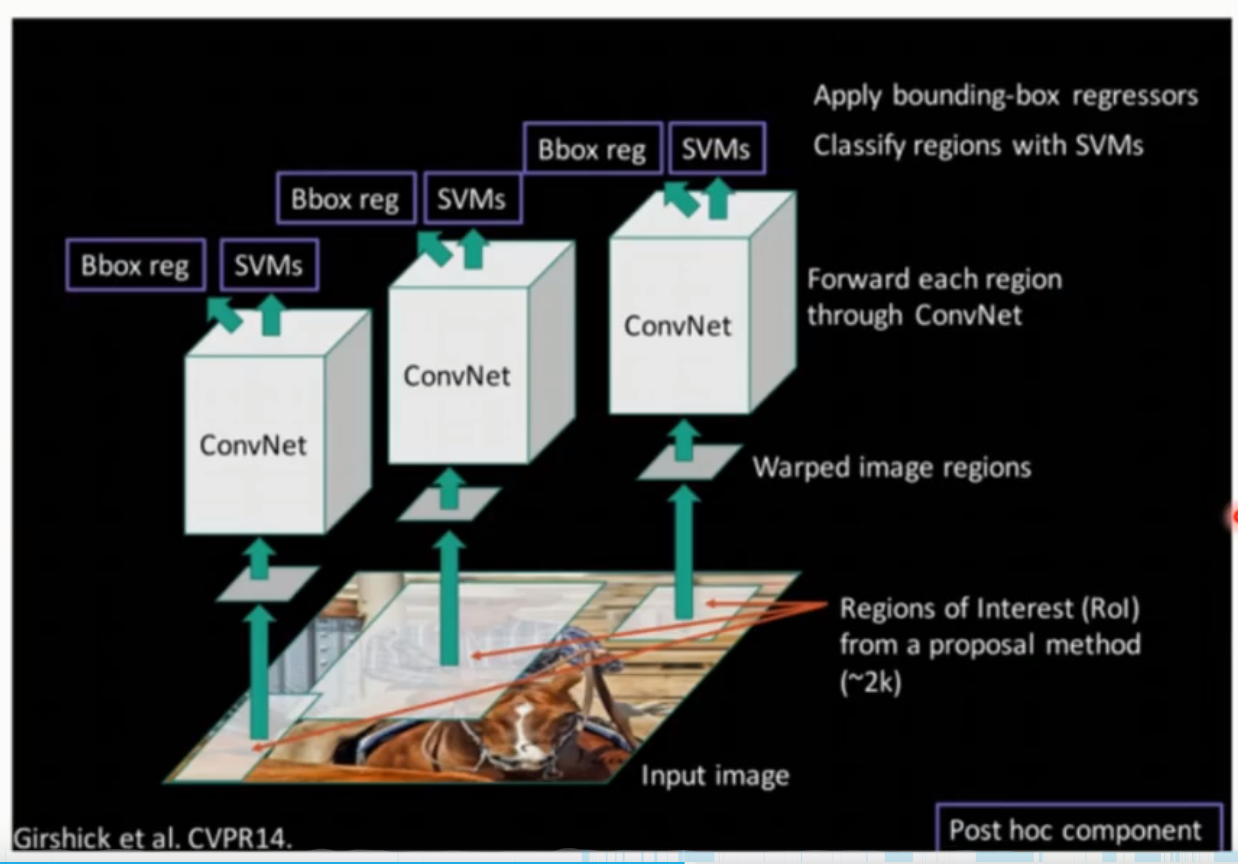 Apply bounding-box regressors
Bbox reg
SVMs
Classify regions with SVMs
Bbox reg
SVMs
Bbox reg
SVMs
Forward each region
through ConvNet
ConvNet
ConvNet
ConvNet
Warped image regions
Regions of Interest (RoI)
from a proposal method
(~2k)
Input image
Girshick et al. CVPR14.
Post hoc component